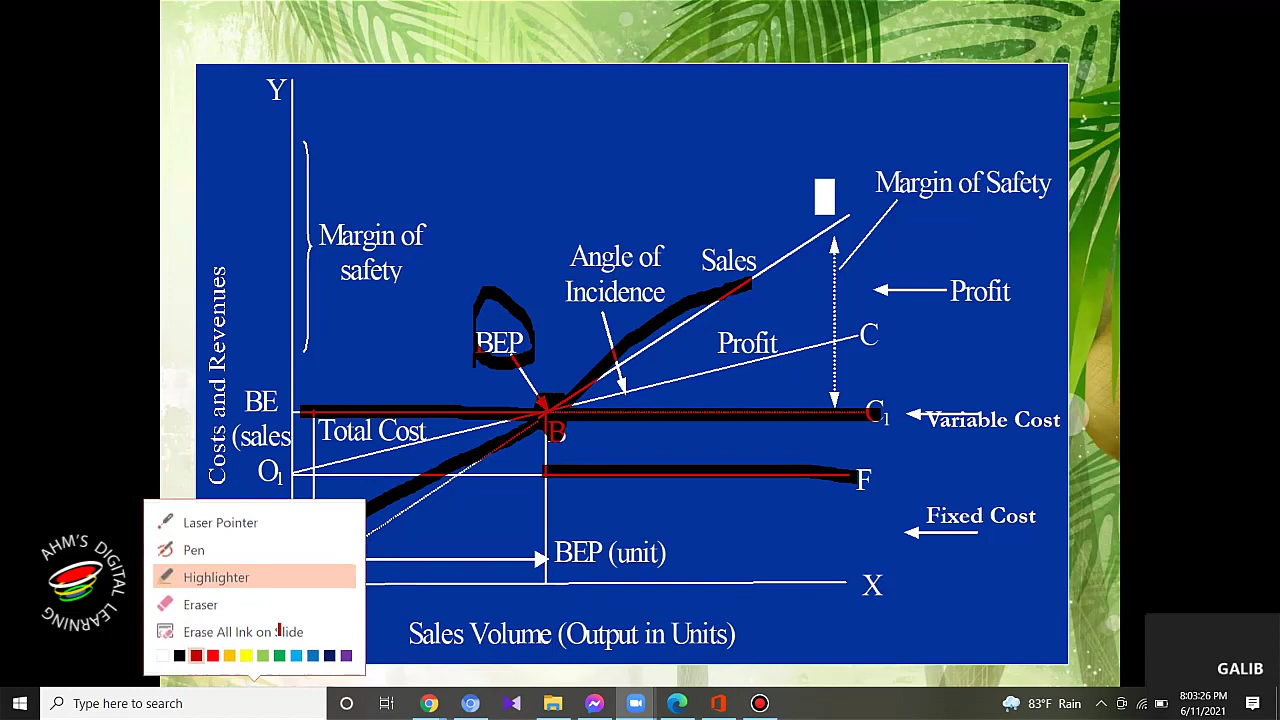 Y
Margin of Safety
Margin of
safety
Angle of
Incidence
Sales
Profit
BEP
Profit
C
Costs and Revenues
BE
(sales
Total Cost
B
C1
Variable Cost
O1
F
Fixed Cost
BEP (unit)
X
Sales Volume (Output in Units)
AHM'S DIGITAL LEARNING
Laser Pointer
Pen
Highlighter
Eraser
Erase All Ink on Slide
GALIB
Type here to search
83°F Rain
8:03:26 PM
6/11/2021